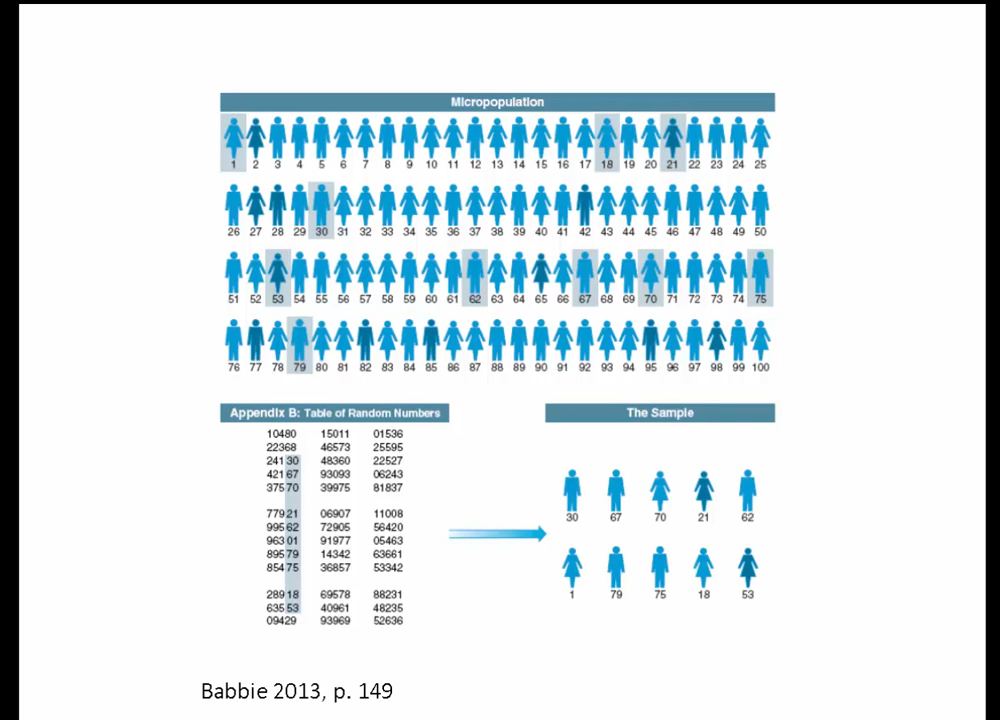 Micropopulation
1 2 3 4 5 6 7 8 9 10 11 12 13 14 15 16 17 18 19 20 21 22 23 24 25
26 27 28 29 30 31 32 33 34 35 36 37 38 39 40 41 42 43 44 45 46 47 48 49 50
51 52 53 54 55 56 57 58 59 60 61 62 63 64 65 66 67 68 69 70 71 72 73 74 75
76 77 78 79 80 81 82 83 84 85 86 87 88 89 90 91 92 93 94 95 96 97 98 99 100
Appendix B: Table of Random Numbers
10480 15011 01536
22368 46573 25595
24130 48360 22527
42167 93093 06243
37570 39975 81837
77921 06907 11008
99562 72905 56420
96301 91977 05463
89579 14342 63661
85475 36857 53342
28918 69578 88231
63553 40961 48235
09429 93969 52636
The Sample
30 67 70 21 62
1 79 75 18 53
Babbie 2013, p. 149